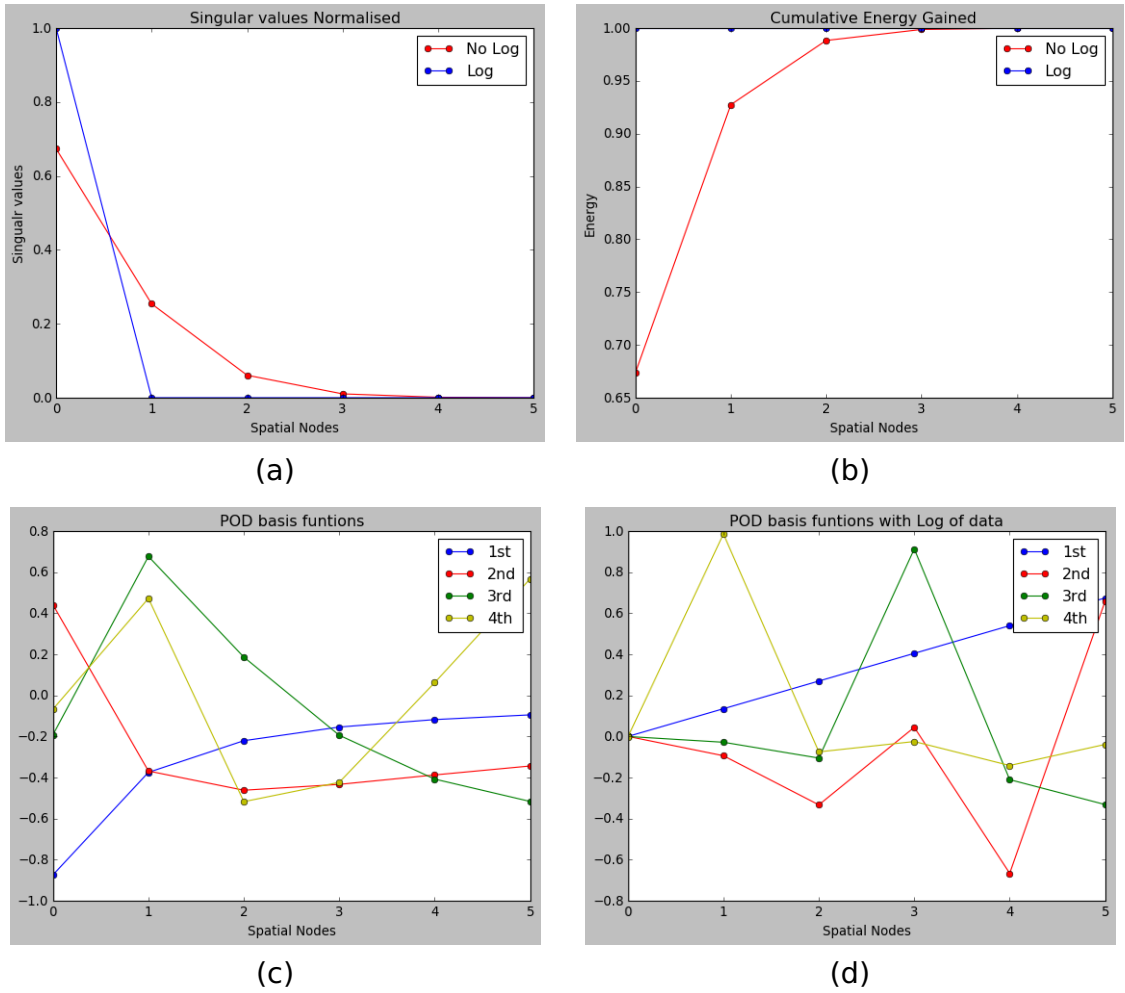 Singular values Normalised
No Log
Log
Singualr values
1.0
0.8
0.6
0.4
0.2
0.0
0 1 2 3 4 5
Spatial Nodes
(a)
Cumulative Energy Gained
No Log
Log
Energy
1.00
0.95
0.90
0.85
0.80
0.75
0.70
0.65
0 1 2 3 4 5
Spatial Nodes
(b)
POD basis funtions
1st
2nd
3rd
4th
0.8
0.6
0.4
0.2
0.0
−0.2
−0.4
−0.6
−0.8
−1.0
0 1 2 3 4 5
Spatial Nodes
(c)
POD basis funtions with Log of data
1st
2nd
3rd
4th
1.0
0.8
0.6
0.4
0.2
0.0
−0.2
−0.4
−0.6
−0.8
0 1 2 3 4 5
Spatial Nodes
(d)